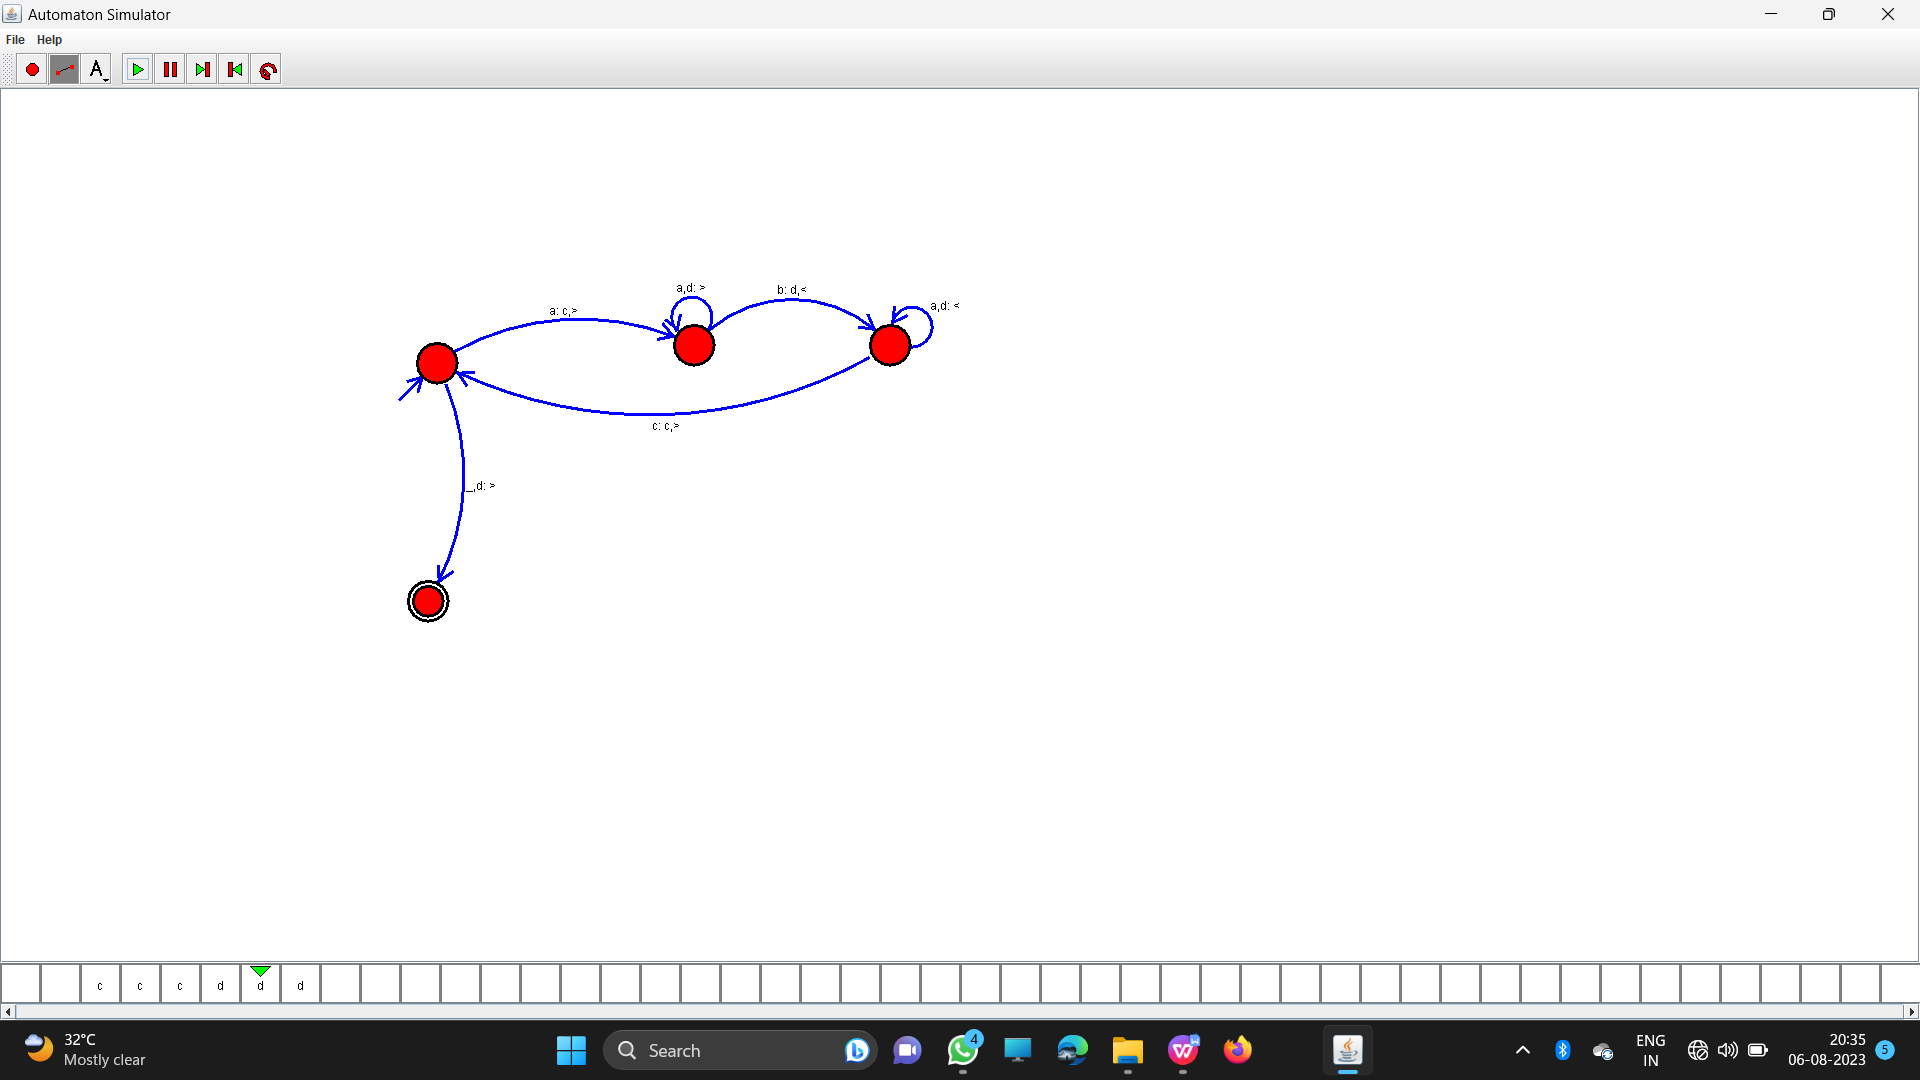 Automaton Simulator
File Help
A
a,d: >
b: d,<
a: c,>
a,d: <
c: c,>
_,d: >
c c c d d d
32°C
Mostly clear
Search
4
ENG
IN
20:35
06-08-2023
5